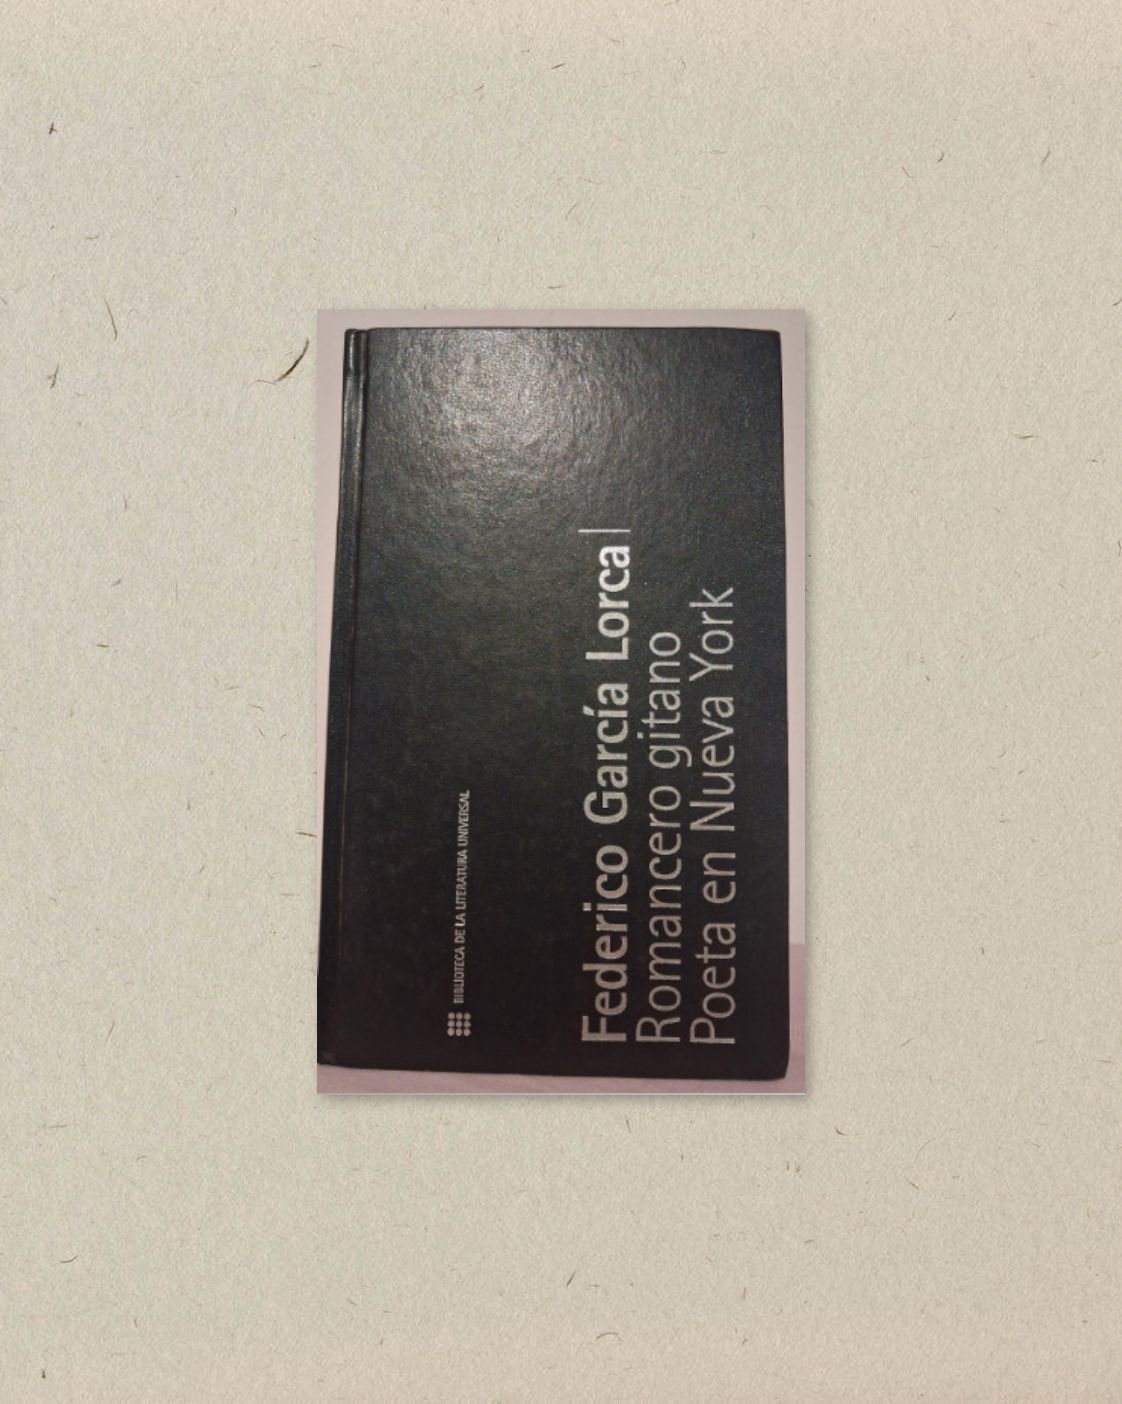 BIBLIOTECA DE LA LITERATURA UNIVERSAL
Federico García Lorca|
Romancero gitano
Poeta en Nueva York